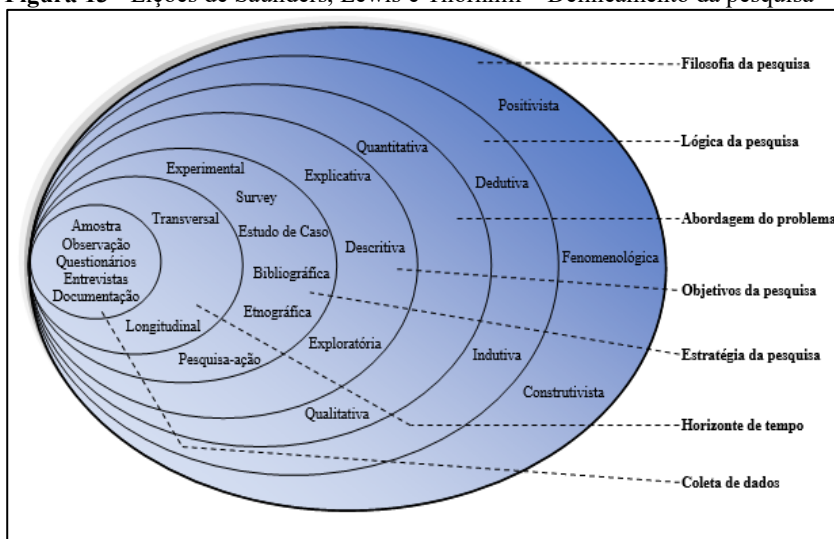 Figura 15 - Lições de Saunders, Lewis e Thornhill – Delineamento da pesquisa
Filosofia da pesquisa
Positivista
Lógica da pesquisa
Quantitativa
Experimental
Explicativa
Dedutiva
Survey
Transversal
Abordagem do problema
Amostra
Observação
Questionários
Entrevistas
Documentação
Estudo de Caso
Descritiva
Fenomenológica
Bibliográfica
Objetivos da pesquisa
Etnográfica
Longitudinal
Exploratória
Pesquisa-ação
Indutiva
Estratégia da pesquisa
Construtivista
Qualitativa
Horizonte de tempo
Coleta de dados